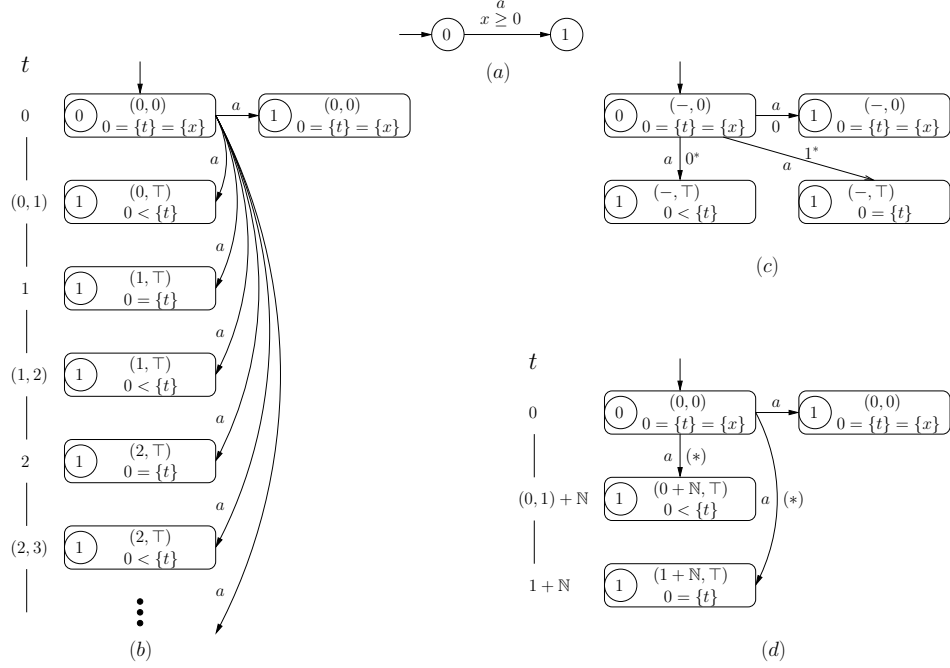 a
x ≥ 0
0
1
(a)
t
0
0
(0, 0)
0 = {t} = {x}
a
1
(0, 0)
0 = {t} = {x}
a
(0, 1)
1
(0, ⊤)
0 < {t}
a
1
1
(1, ⊤)
0 = {t}
a
(1, 2)
1
(1, ⊤)
0 < {t}
a
2
1
(2, ⊤)
0 = {t}
a
(2, 3)
1
(2, ⊤)
0 < {t}
a
(b)
0
(−, 0)
0 = {t} = {x}
a
0
1
(−, 0)
0 = {t} = {x}
a
0*
a
1*
1
(−, ⊤)
0 < {t}
1
(−, ⊤)
0 = {t}
(c)
t
0
0
(0, 0)
0 = {t} = {x}
a
1
(0, 0)
0 = {t} = {x}
a
(*)
(0, 1) + ℕ
1
(0 + ℕ, ⊤)
0 < {t}
a
(*)
1 + ℕ
1
(1 + ℕ, ⊤)
0 = {t}
(d)